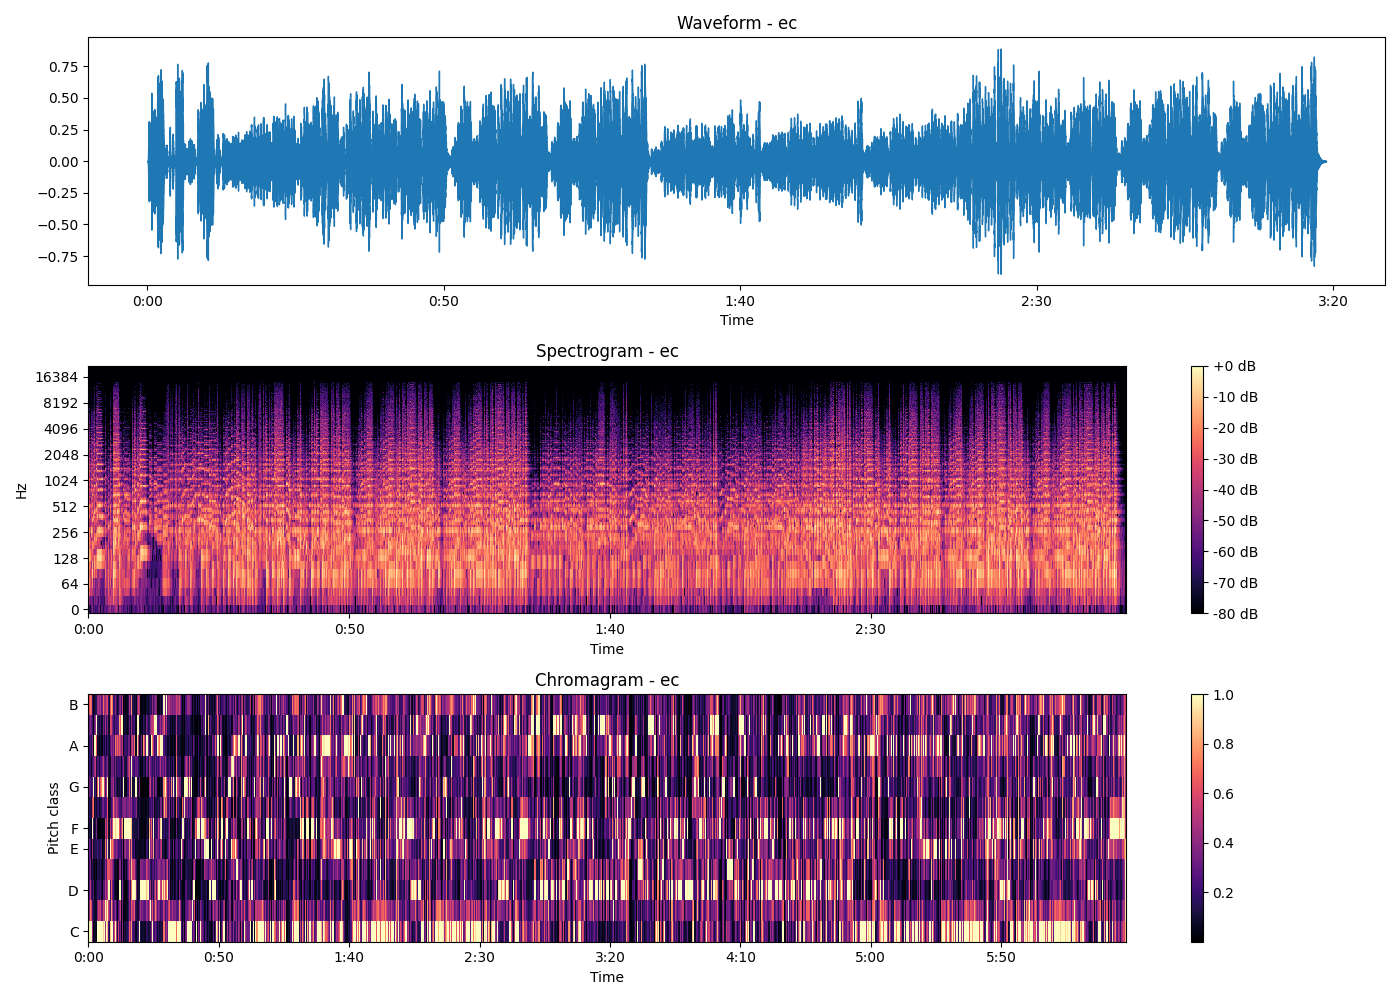 Waveform - ec
0.75
0.50
0.25
0.00
−0.25
−0.50
−0.75
0:00 0:50 1:40 2:30 3:20
Time
Spectrogram - ec
Hz
16384
8192
4096
2048
1024
512
256
128
64
0
0:00 0:50 1:40 2:30
Time
+0 dB
-10 dB
-20 dB
-30 dB
-40 dB
-50 dB
-60 dB
-70 dB
-80 dB
Chromagram - ec
Pitch class
B
A
G
F
E
D
C
0:00 0:50 1:40 2:30 3:20 4:10 5:00 5:50
Time
1.0
0.8
0.6
0.4
0.2